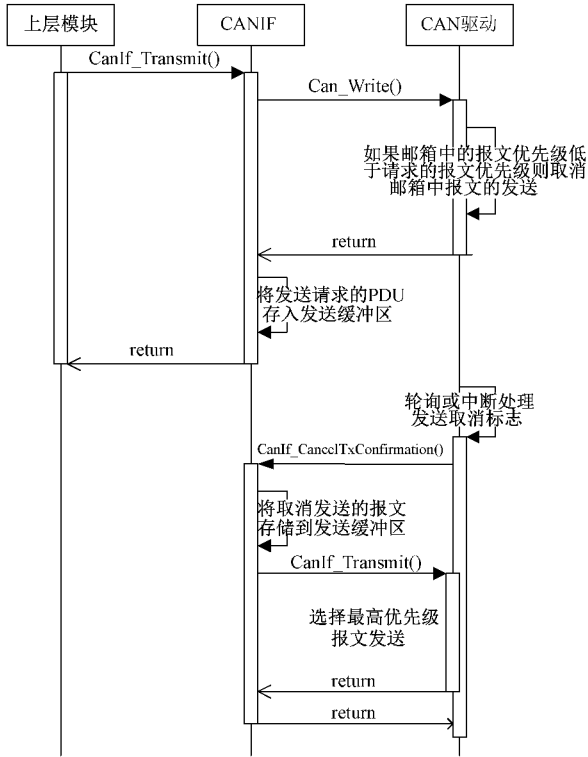 上层模块
CANIF
CAN驱动
CanIf_Transmit()
Can_Write()
如果邮箱中的报文优先级低
于请求的报文优先级则取消
邮箱中报文的发送
return
将发送请求的PDU
存入发送缓冲区
return
轮询或中断处理
发送取消标志
CanIf_CancelTxConfirmation()
将取消发送的报文
存储到发送缓冲区
CanIf_Transmit()
选择最高优先级
报文发送
return
return